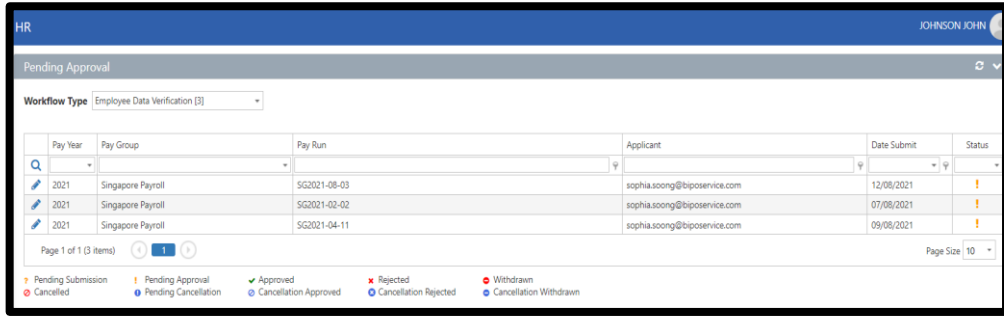 HR JOHNSON JOHN
Pending Approval
Workflow Type Employee Data Verification [3]
Pay Year Pay Group Pay Run Applicant Date Submit Status
2021 Singapore Payroll SG2021-08-03 sophia.soong@biposervice.com 12/08/2021 !
2021 Singapore Payroll SG2021-02-02 sophia.soong@biposervice.com 07/08/2021 !
2021 Singapore Payroll SG2021-04-11 sophia.soong@biposervice.com 09/08/2021 !
Page 1 of 1 (3 items) 1 Page Size 10
? Pending Submission ! Pending Approval Approved Rejected Withdrawn
Cancelled Pending Cancellation Cancellation Approved Cancellation Rejected Cancellation Withdrawn